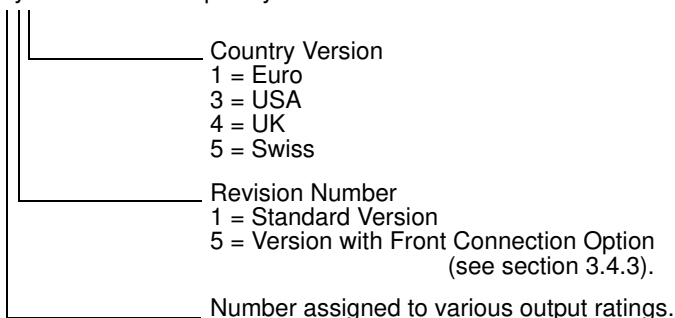 Country Version
1 = Euro
3 = USA
4 = UK
5 = Swiss
Revision Number
1 = Standard Version
5 = Version with Front Connection Option
(see section 3.4.3).
Number assigned to various output ratings.